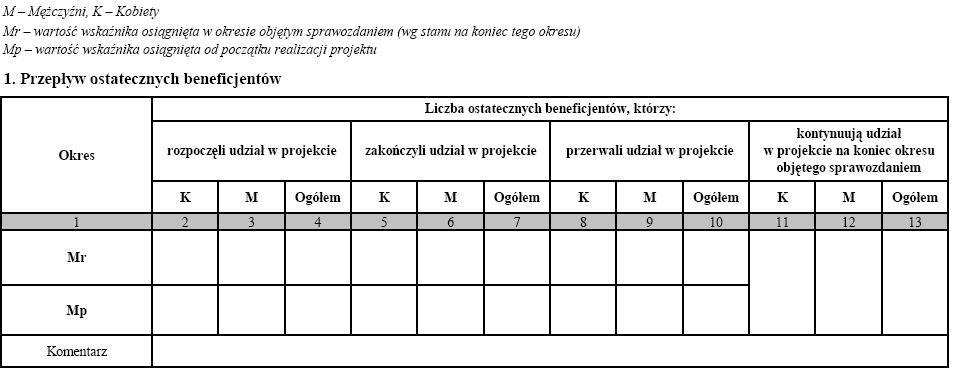 M – Mężczyźni, K – Kobiety
Mr – wartość wskaźnika osiągnięta w okresie objętym sprawozdaniem (wg stanu na koniec tego okresu)
Mp – wartość wskaźnika osiągnięta od początku realizacji projektu
1. Przepływ ostatecznych beneficjentów
Okres
Liczba ostatecznych beneficjentów, którzy:
rozpoczęli udział w projekcie
zakończyli udział w projekcie
przerwali udział w projekcie
kontynuują udział
w projekcie na koniec okresu
objętego sprawozdaniem
K M Ogółem K M Ogółem K M Ogółem K M Ogółem
1 2 3 4 5 6 7 8 9 10 11 12 13
Mr
Mp
Komentarz